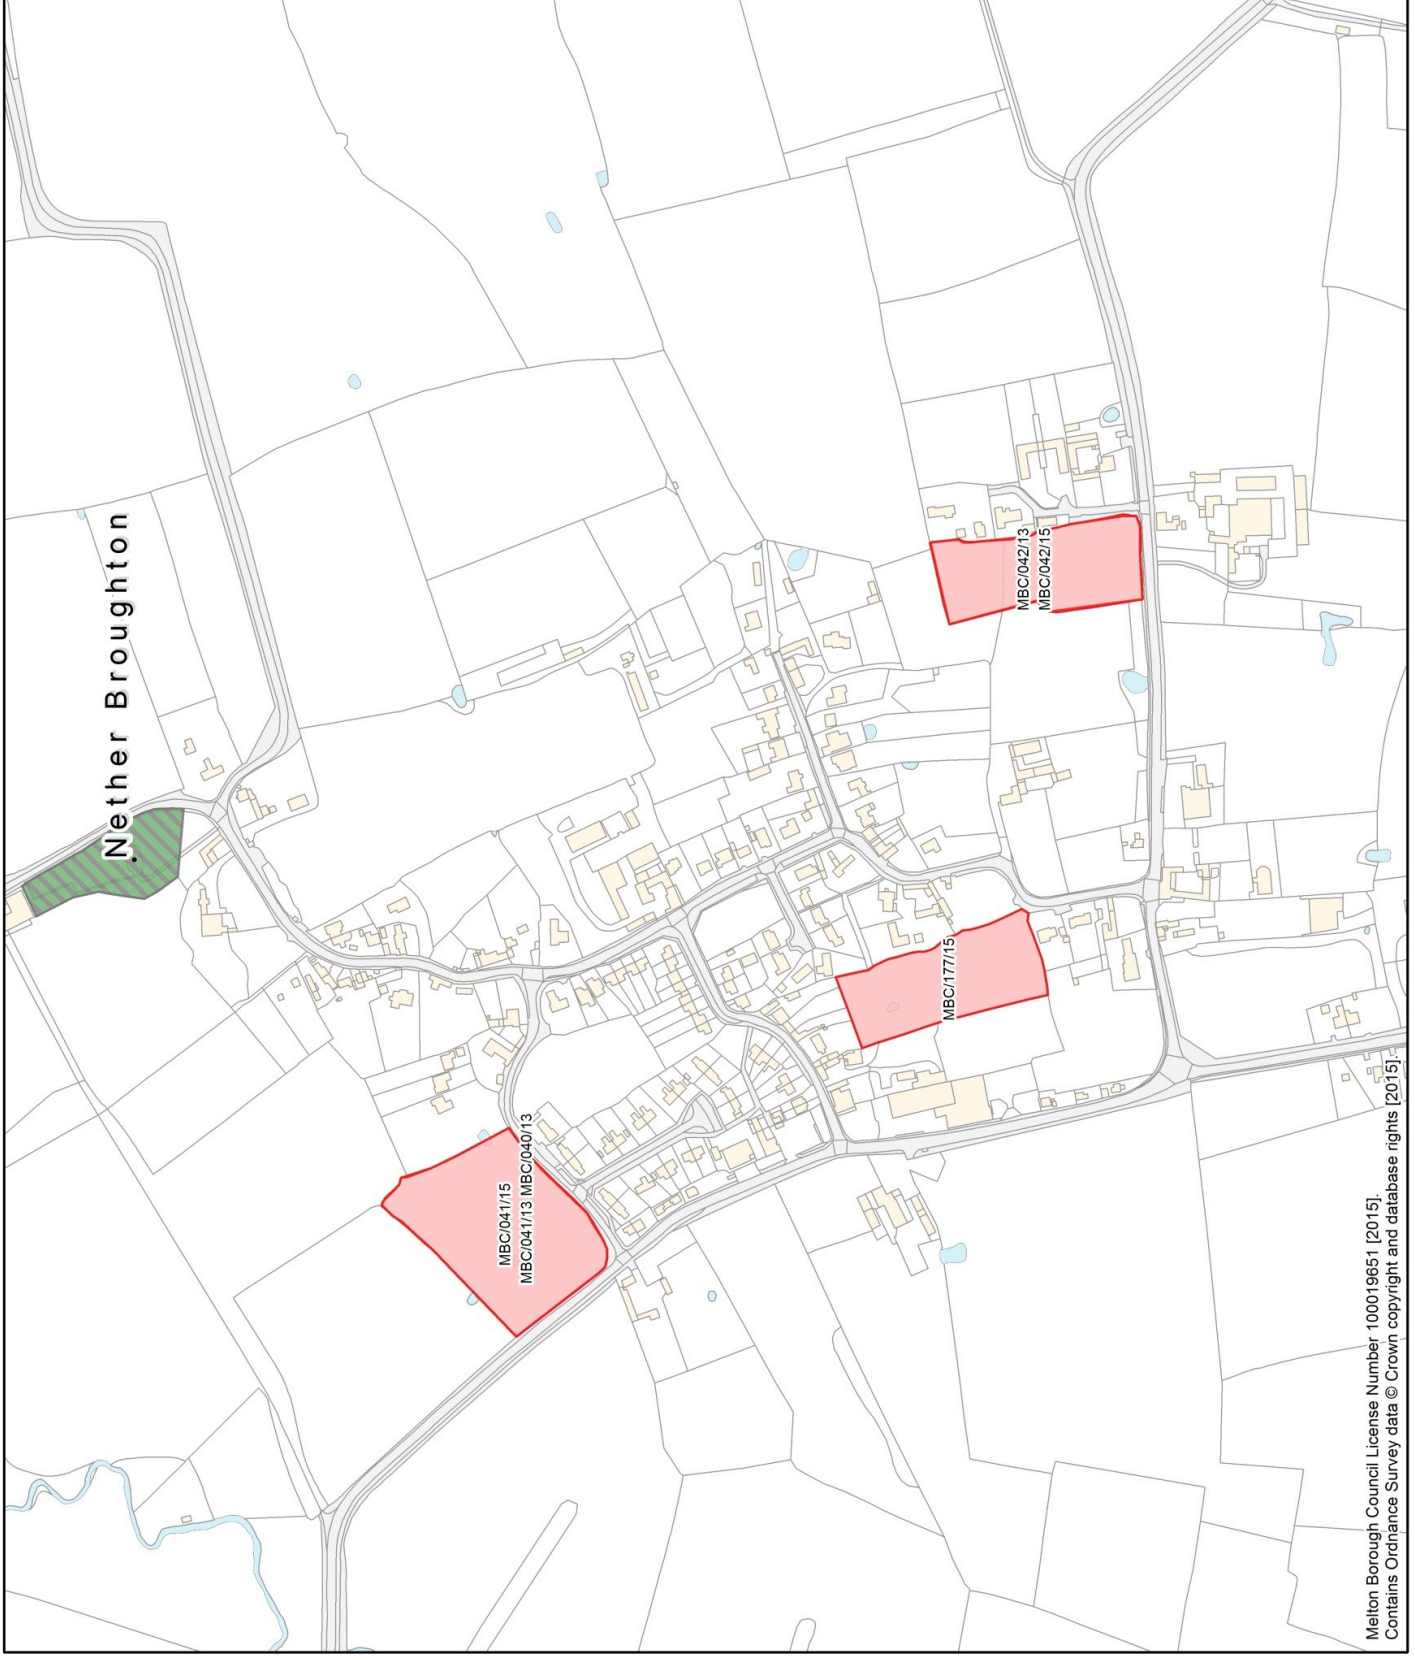 Nether Broughton
MBC/041/15
MBC/041/13 MBC/040/13
MBC/177/15
MBC/042/13
MBC/042/15
Melton Borough Council License Number 100019651 [2015].
Contains Ordnance Survey data © Crown copyright and database rights [2015].